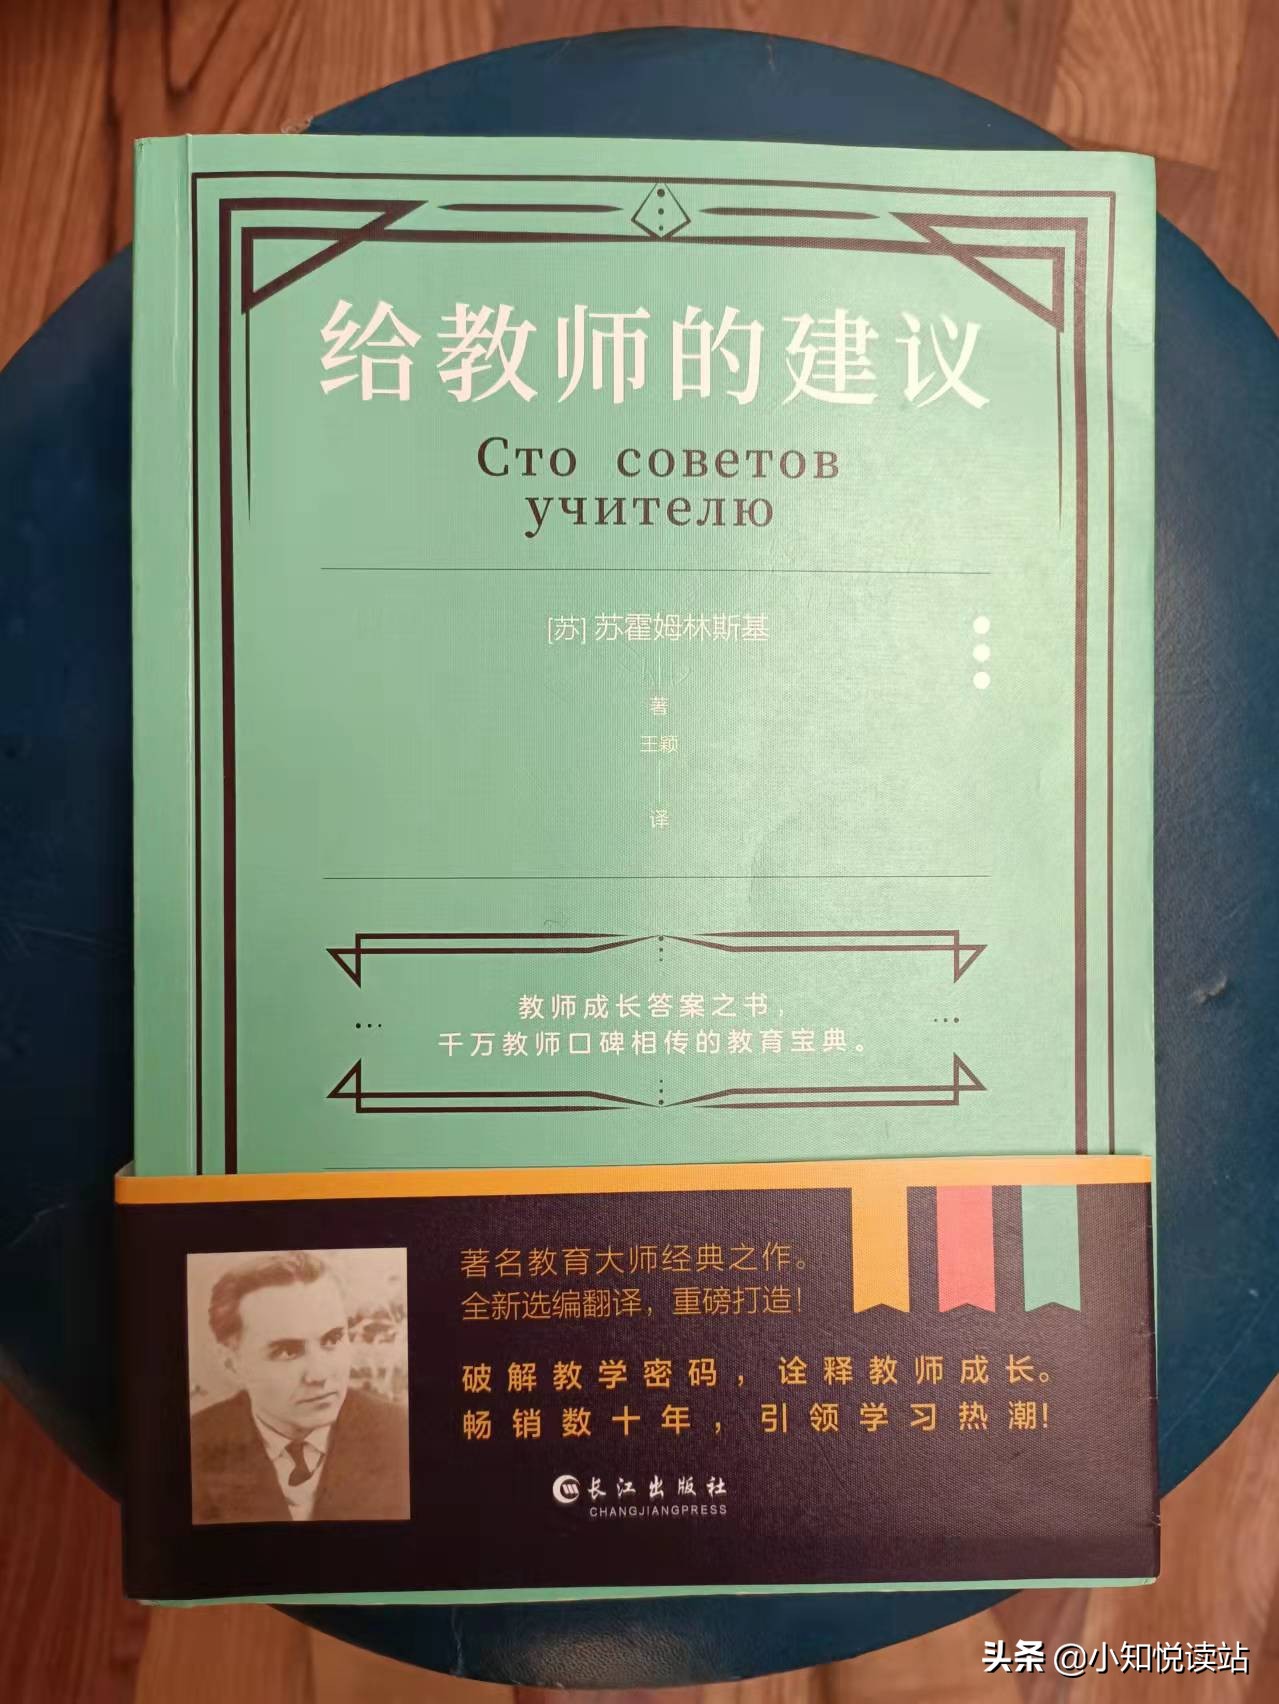 给教师的建议
Сто советов
учителю
[苏] 苏霍姆林斯基
著
王颖
译
教师成长答案之书，
千万教师口碑相传的教育宝典。
著名教育大师经典之作。
全新选编翻译，重磅打造！
破解教学密码，诠释教师成长。
畅销数十年，引领学习热潮！
长江出版社
CHANGJIANGPRESS
头条 @小知悦读站